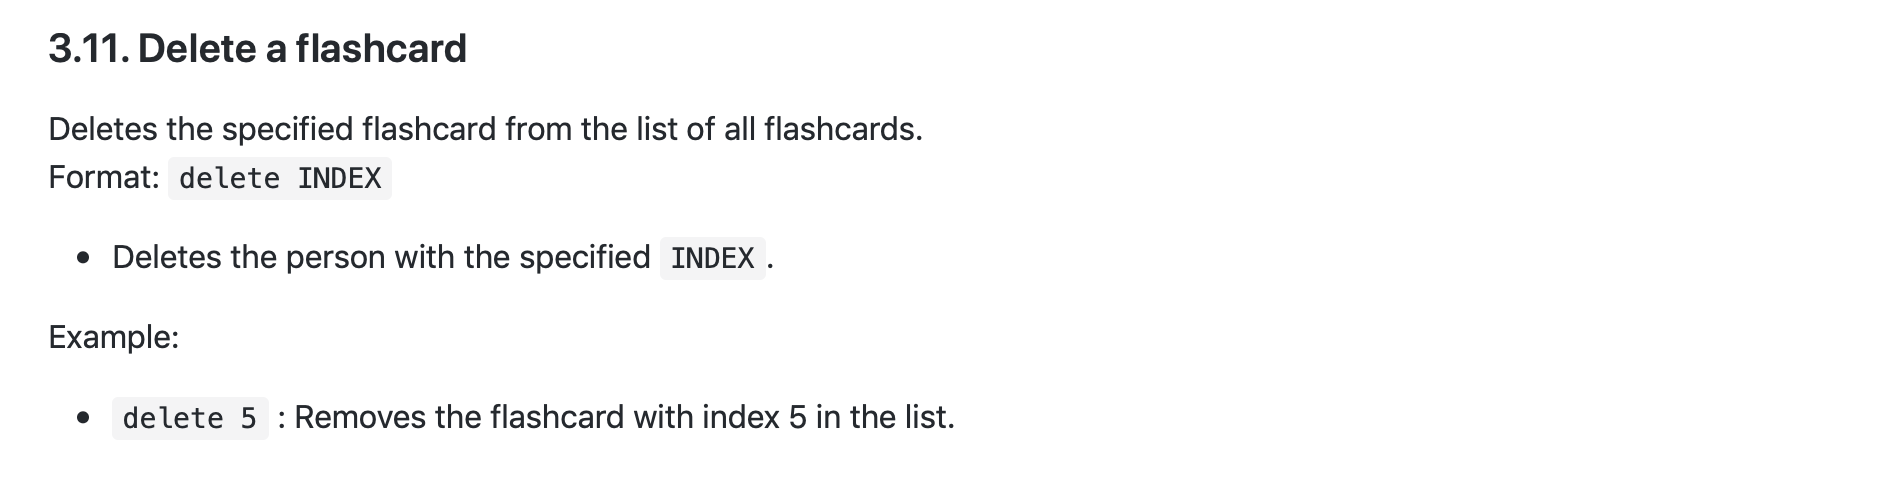 3.11. Delete a flashcard
Deletes the specified flashcard from the list of all flashcards.
Format: delete INDEX
• Deletes the person with the specified INDEX.
Example:
• delete 5 : Removes the flashcard with index 5 in the list.